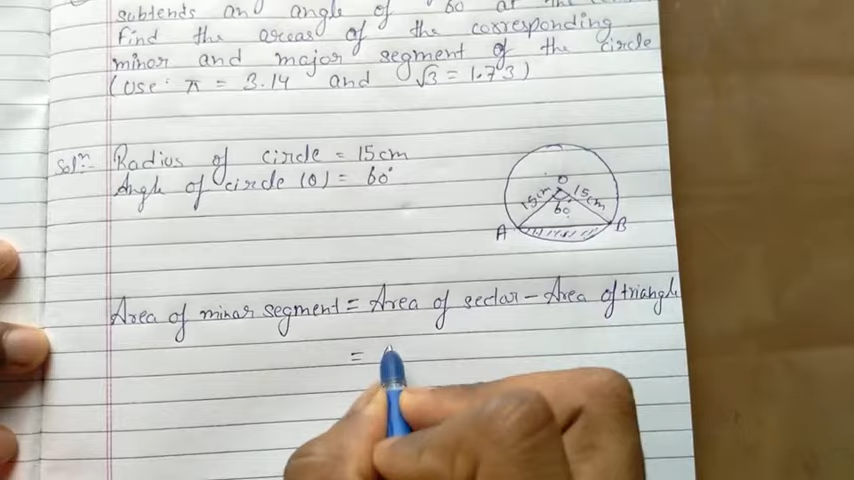 subtends an angle of 60 at the
Find the areas of the corresponding
minor and major segment of the circle
(Use π = 3.14 and √3 = 1.73)
Solⁿ:- Radius of circle = 15cm
Angle of circle (θ) = 60°
O
15cm 15cm
60°
A B
Area of minor segment = Area of sector - Area of triangle
=